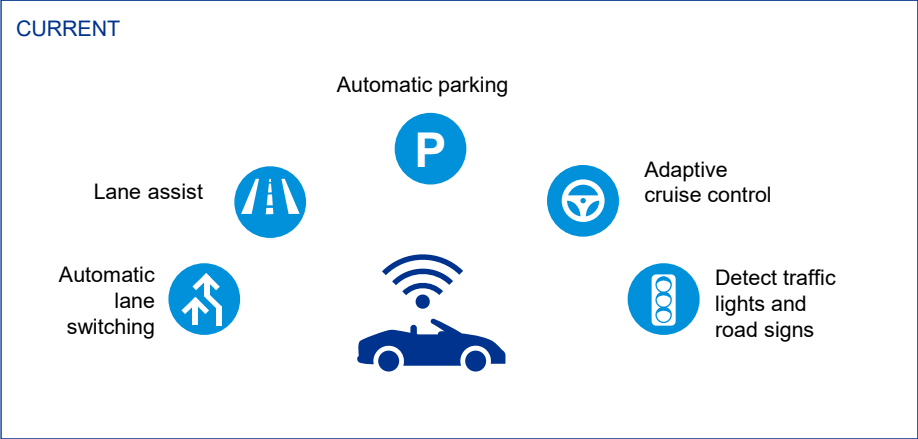 CURRENT
Automatic parking
P
Lane assist
Adaptive
cruise control
Automatic
lane
switching
Detect traffic
lights and
road signs